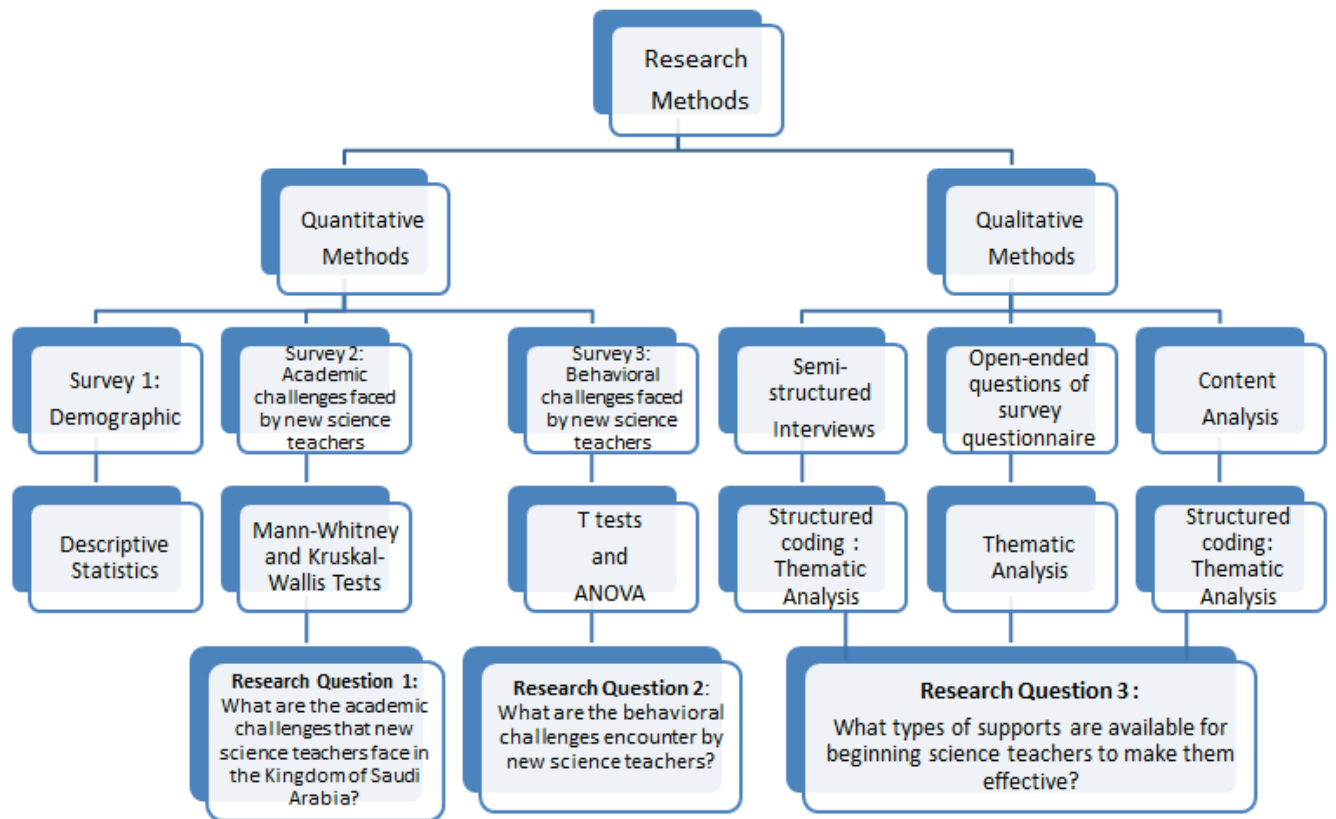 Research
Methods
Quantitative
Methods
Qualitative
Methods
Survey 1:
Demographic
Survey 2:
Academic
challenges faced
by new science
teachers
Survey 3:
Behavioral
challenges faced
by new science
teachers
Semi-
structured
Interviews
Open-ended
questions of
survey
questionnaire
Content
Analysis
Descriptive
Statistics
Mann-Whitney
and Kruskal-
Wallis Tests
T tests
and
ANOVA
Structured
coding :
Thematic
Analysis
Thematic
Analysis
Structured
coding:
Thematic
Analysis
Research Question 1:
What are the academic
challenges that new
science teachers face in
the Kingdom of Saudi
Arabia?
Research Question 2:
What are the behavioral
challenges encounter by
new science teachers?
Research Question 3 :
What types of supports are available for
beginning science teachers to make them
effective?